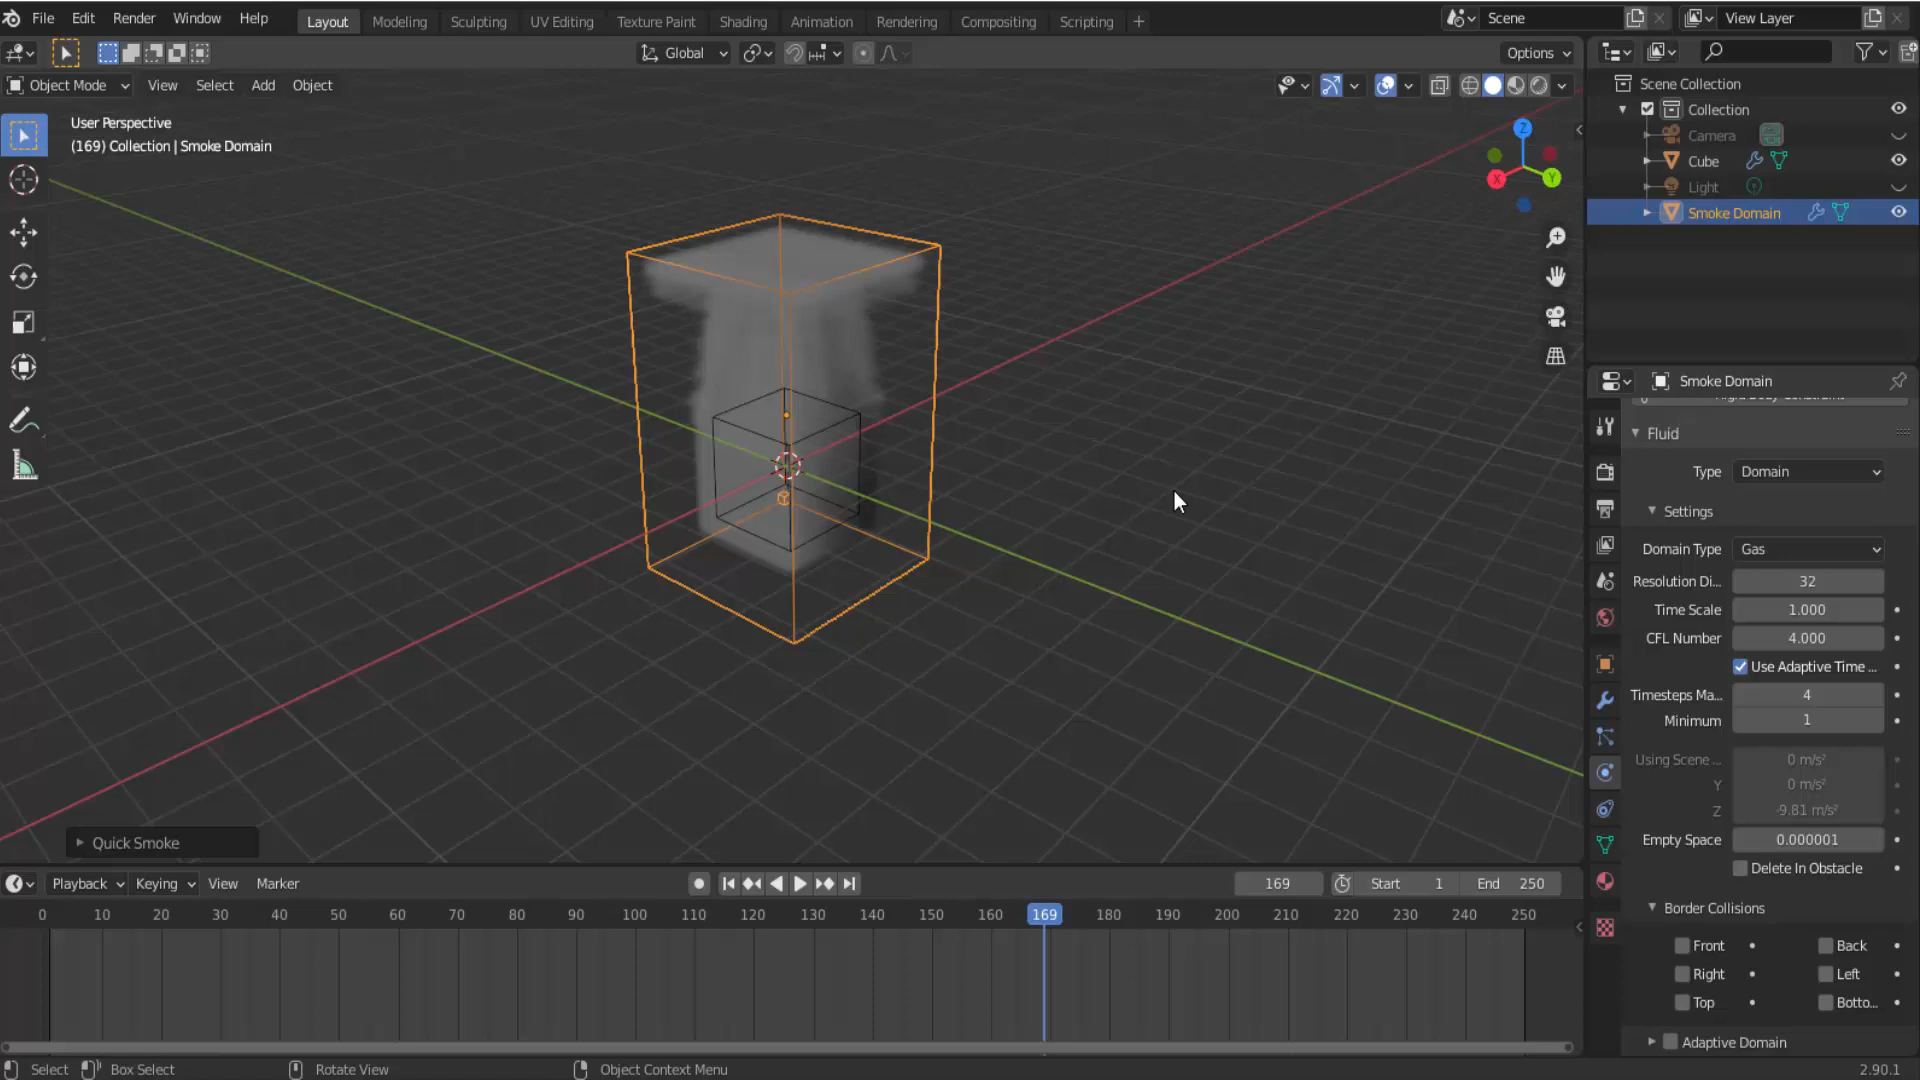 File Edit Render Window Help Layout Modeling Sculpting UV Editing Texture Paint Shading Animation Rendering Compositing Scripting + Scene View Layer
Global Options
Object Mode View Select Add Object
User Perspective
(169) Collection | Smoke Domain
Z
X Y
Scene Collection
Collection
Camera
Cube
Light
Smoke Domain
Smoke Domain
Fluid
Type Domain
Settings
Domain Type Gas
Resolution Di... 32
Time Scale 1.000
CFL Number 4.000
Use Adaptive Time ...
Timesteps Ma... 4
Minimum 1
Using Scene ... 0 m/s²
Y 0 m/s²
Z -9.81 m/s²
Empty Space 0.000001
Delete In Obstacle
Border Collisions
Front Back
Right Left
Top Botto...
Adaptive Domain
Quick Smoke
Playback Keying View Marker 169 Start 1 End 250
0 10 20 30 40 50 60 70 80 90 100 110 120 130 140 150 160 169 180 190 200 210 220 230 240 250
Select Box Select Rotate View Object Context Menu 2.90.1